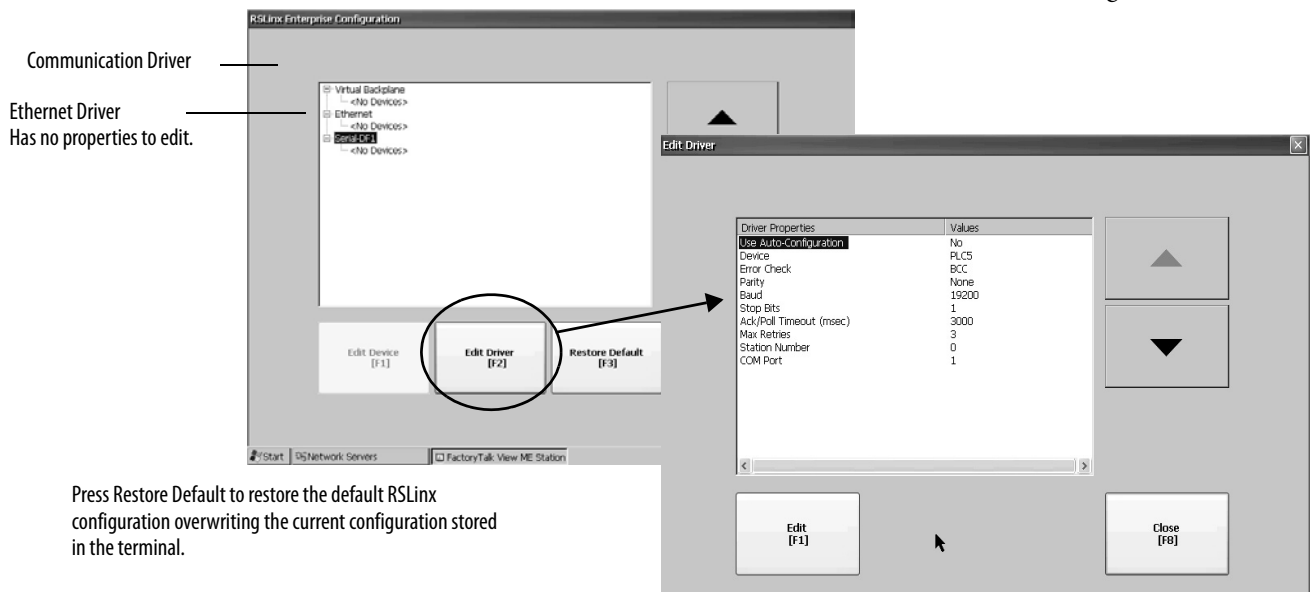 RSLinx Enterprise Configuration
Communication Driver
Ethernet Driver
Has no properties to edit.
Virtual Backplane
<No Devices>
Ethernet
<No Devices>
Serial-DF1
<No Devices>
Edit Device
[F1]
Edit Driver
[F2]
Restore Default
[F3]
Start
Network Servers
FactoryTalk View ME Station
Press Restore Default to restore the default RSLinx
configuration overwriting the current configuration stored
in the terminal.
Edit Driver
Driver Properties Values
Use Auto-Configuration No
Device PLC5
Error Check BCC
Parity None
Baud 19200
Stop Bits 1
Ack/Poll Timeout (msec) 3000
Max Retries 3
Station Number 0
COM Port 1
Edit
[F1]
Close
[F8]